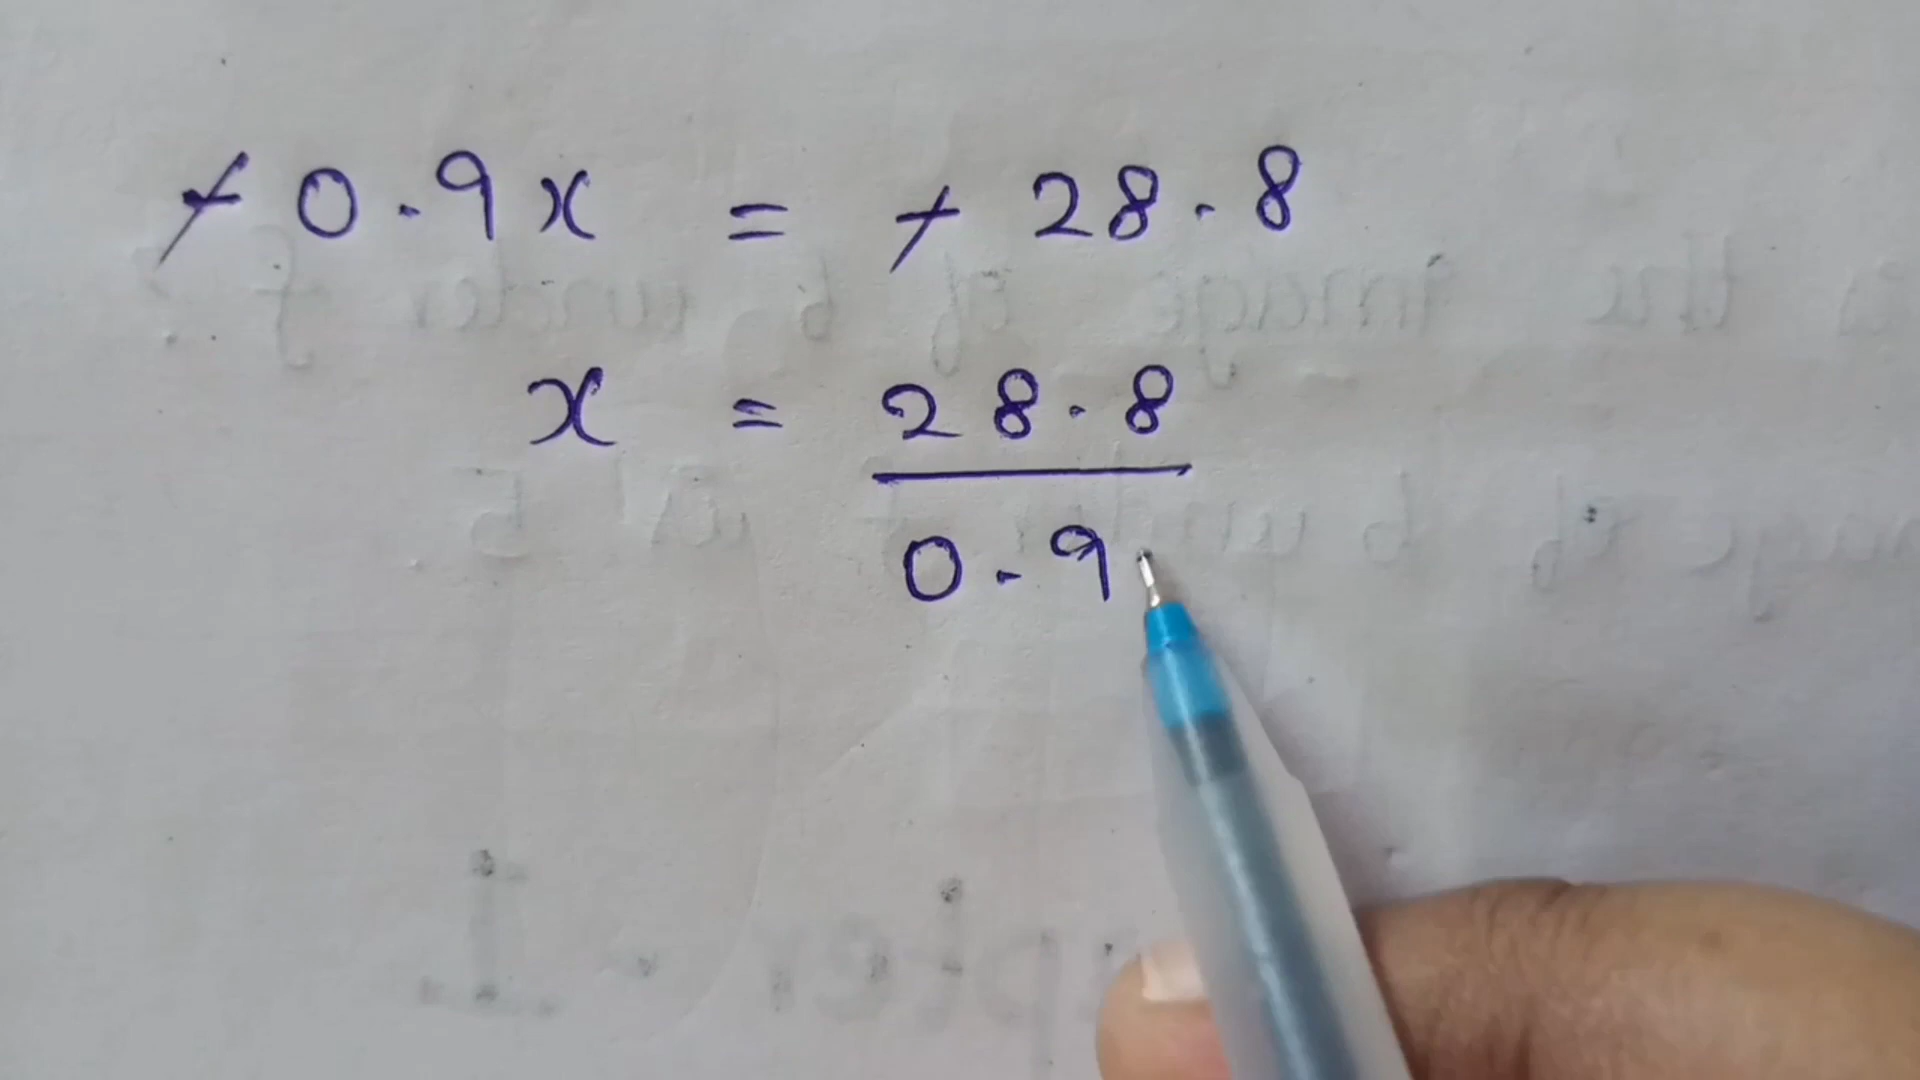 - 0.9x = - 28.8
x = 28.8
0.9